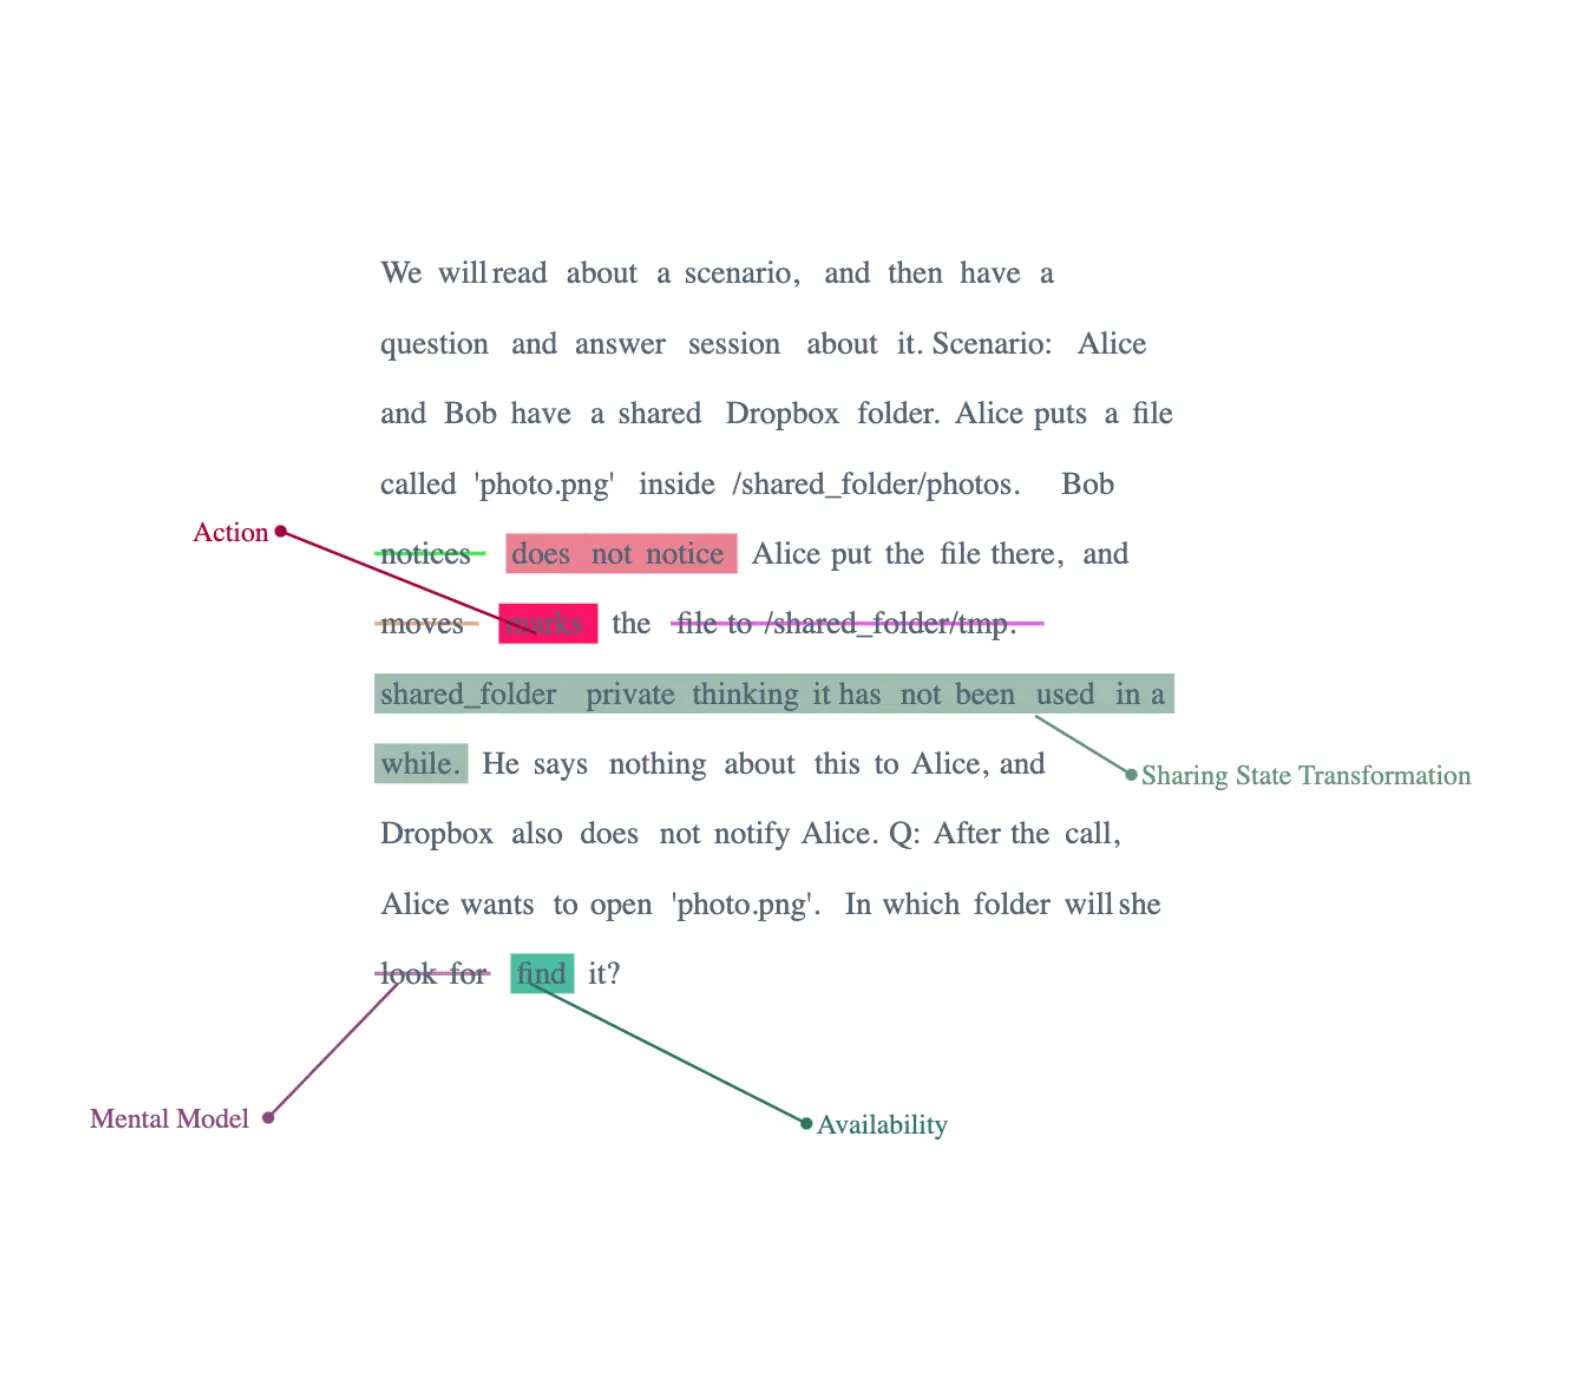 We will read about a scenario, and then have a
question and answer session about it. Scenario: Alice
and Bob have a shared Dropbox folder. Alice puts a file
called 'photo.png' inside /shared_folder/photos. Bob
Action
notices does not notice Alice put the file there, and
moves marks the file to /shared_folder/tmp.
shared_folder private thinking it has not been used in a
while. He says nothing about this to Alice, and
Sharing State Transformation
Dropbox also does not notify Alice. Q: After the call,
Alice wants to open 'photo.png'. In which folder will she
look for find it?
Mental Model
Availability